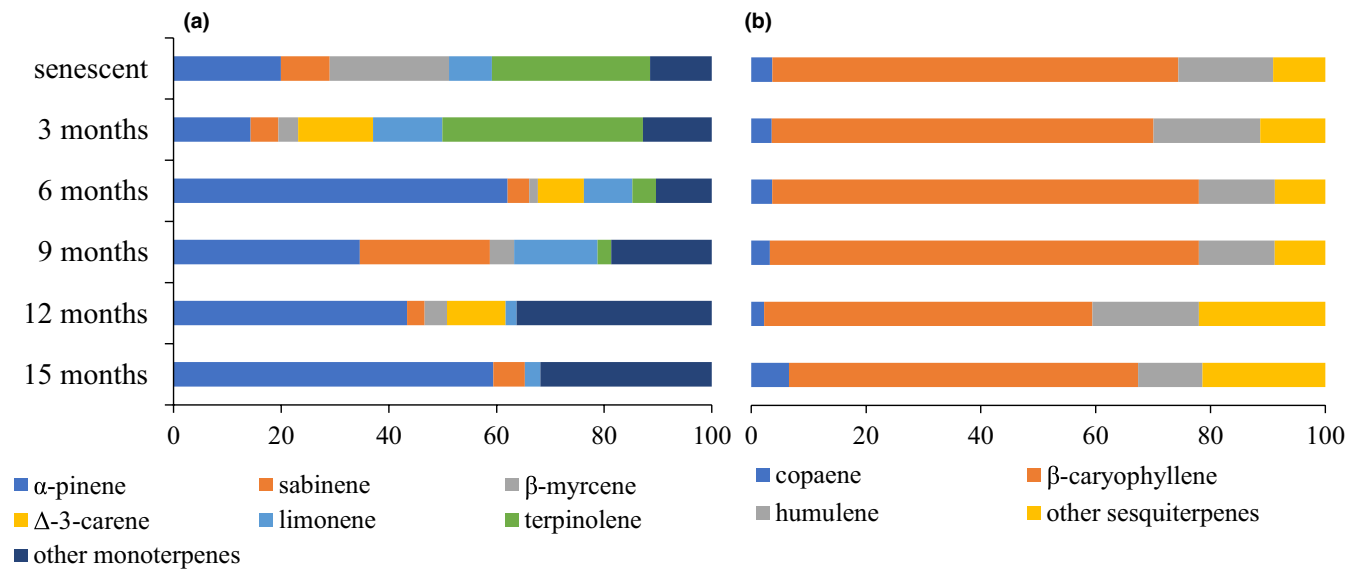 (a) (b)
senescent
3 months
6 months
9 months
12 months
15 months
0 20 40 60 80 100 0 20 40 60 80 100
α-pinene sabinene β-myrcene
Δ-3-carene limonene terpinolene
other monoterpenes
copaene β-caryophyllene
humulene other sesquiterpenes